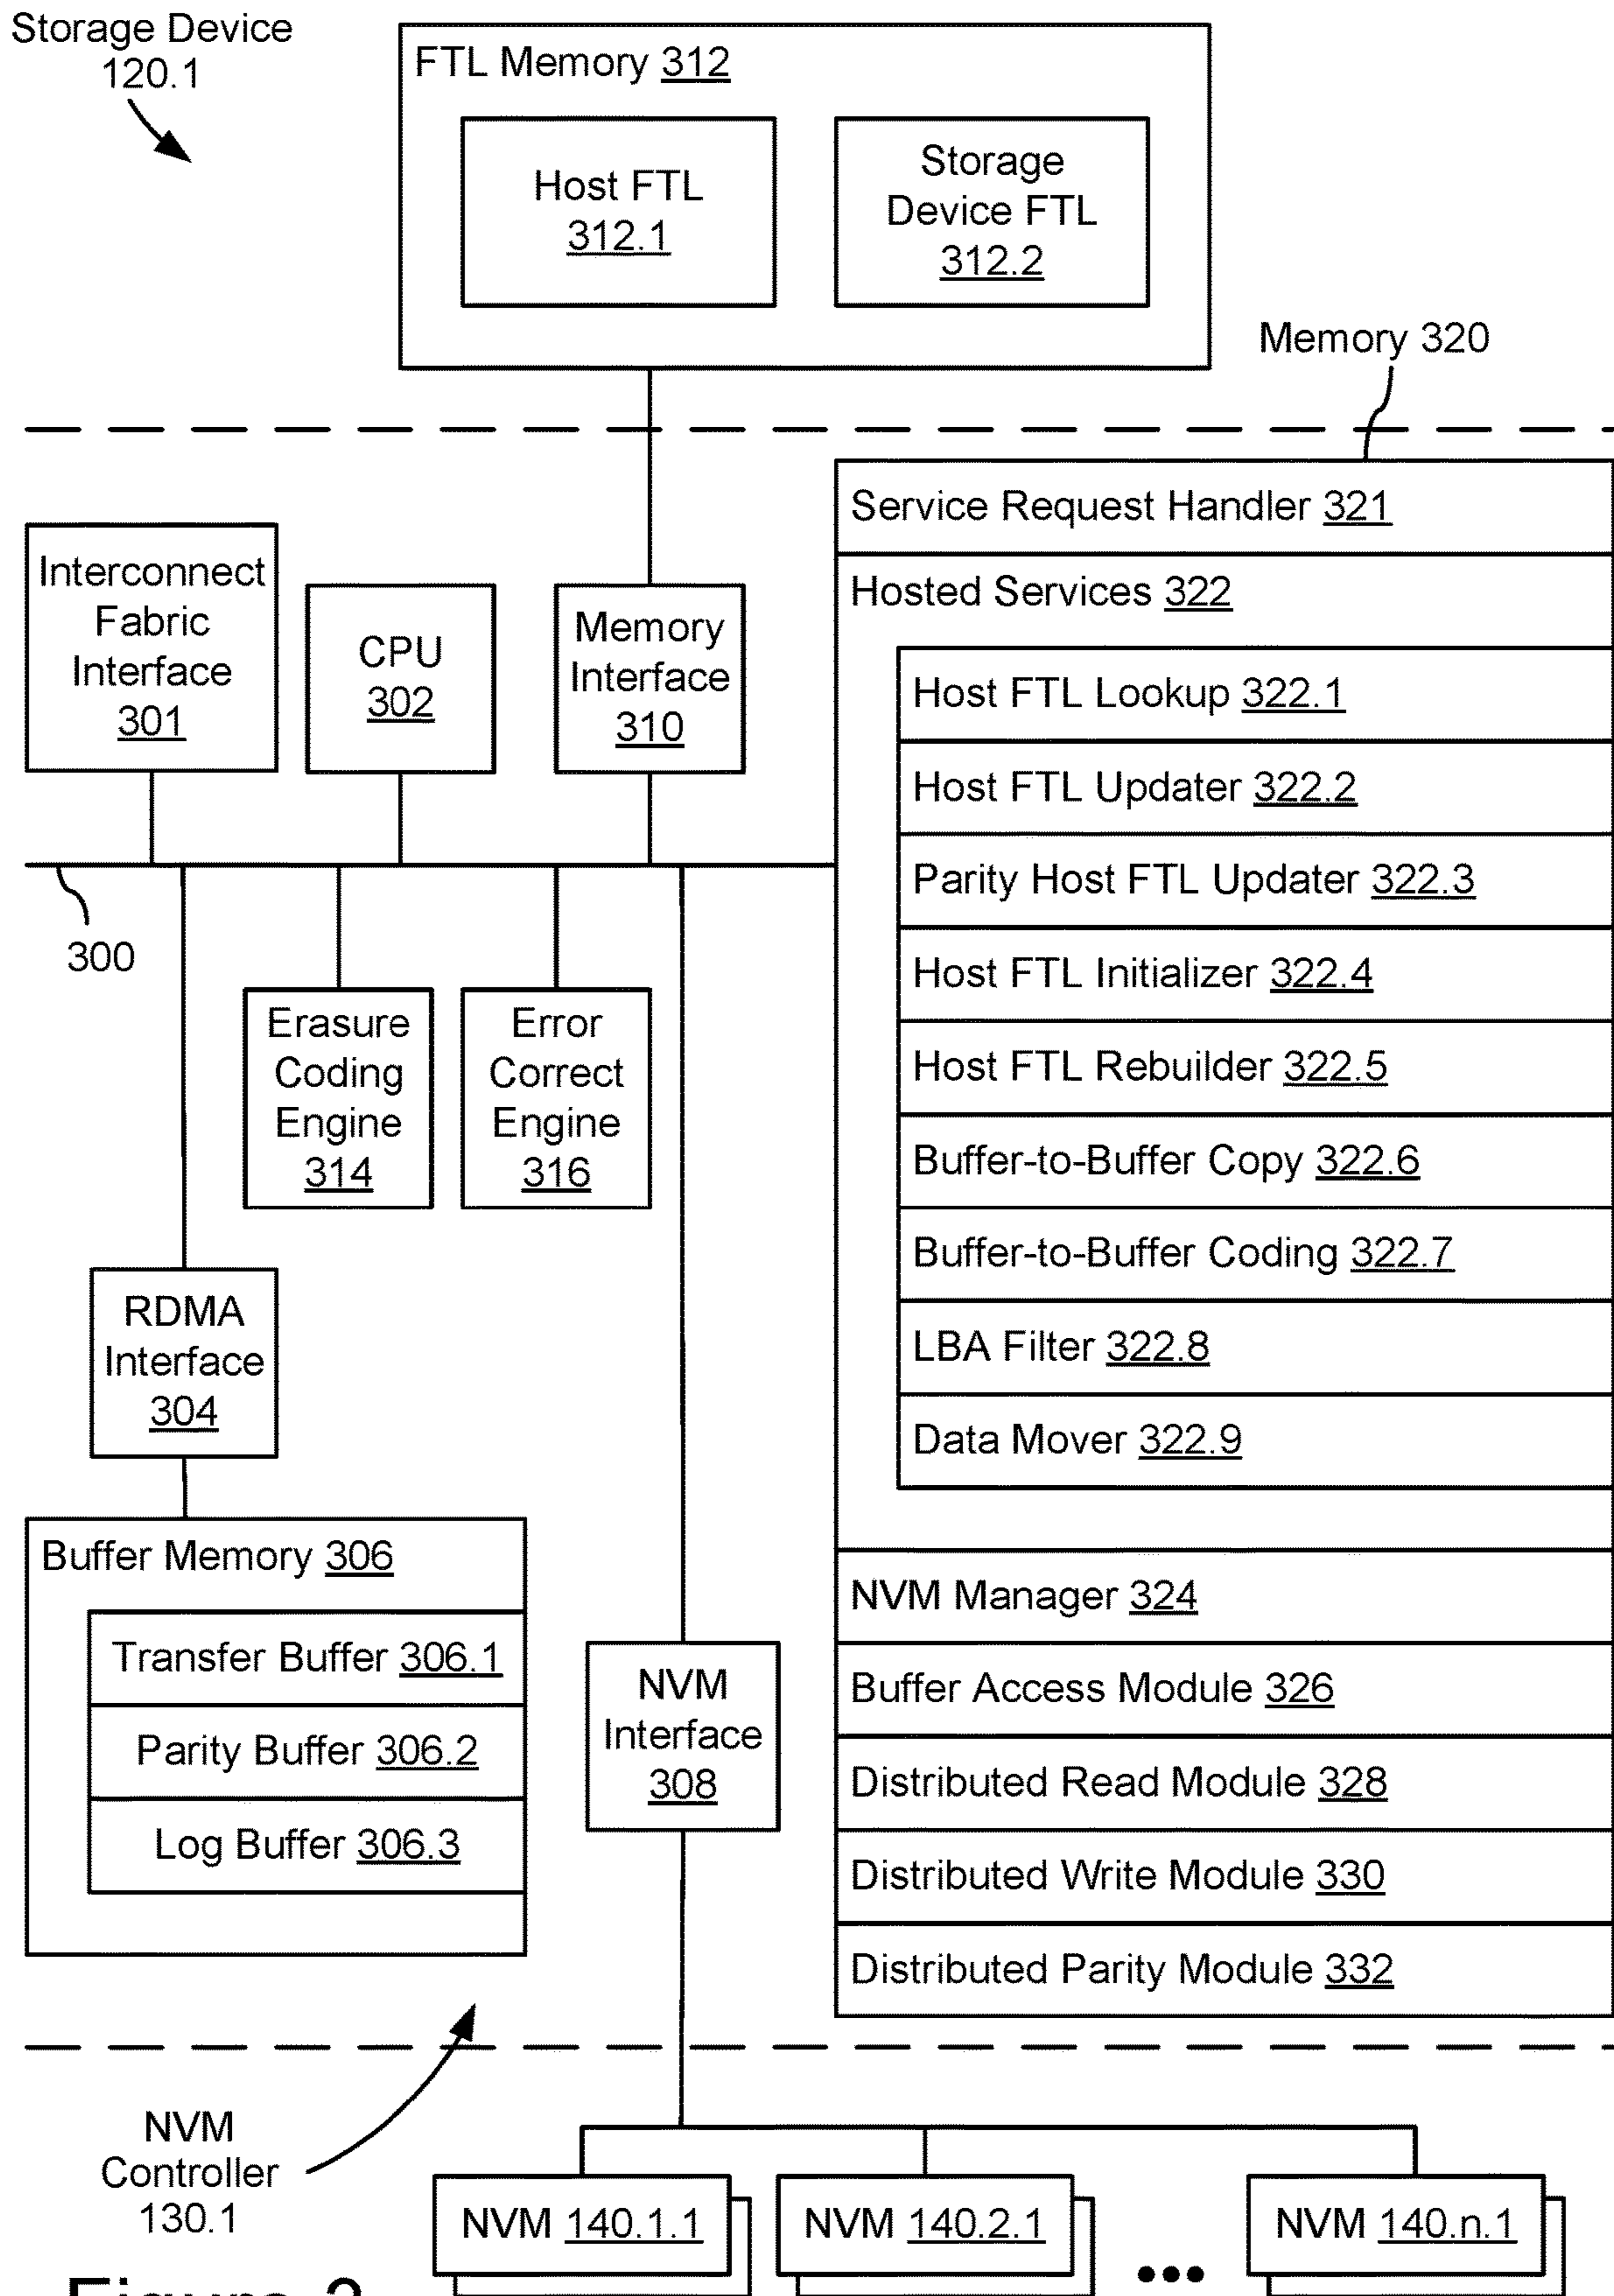 Storage Device
120.1
FTL Memory 312
Host FTL
312.1
Storage
Device FTL
312.2
Memory 320
Interconnect
Fabric
Interface
301
CPU
302
Memory
Interface
310
300
Erasure
Coding
Engine
314
Error
Correct
Engine
316
RDMA
Interface
304
Buffer Memory 306
Transfer Buffer 306.1
Parity Buffer 306.2
Log Buffer 306.3
NVM
Interface
308
Service Request Handler 321
Hosted Services 322
Host FTL Lookup 322.1
Host FTL Updater 322.2
Parity Host FTL Updater 322.3
Host FTL Initializer 322.4
Host FTL Rebuilder 322.5
Buffer-to-Buffer Copy 322.6
Buffer-to-Buffer Coding 322.7
LBA Filter 322.8
Data Mover 322.9
NVM Manager 324
Buffer Access Module 326
Distributed Read Module 328
Distributed Write Module 330
Distributed Parity Module 332
NVM
Controller
130.1
NVM 140.1.1
NVM 140.2.1
•••
NVM 140.n.1
Figure